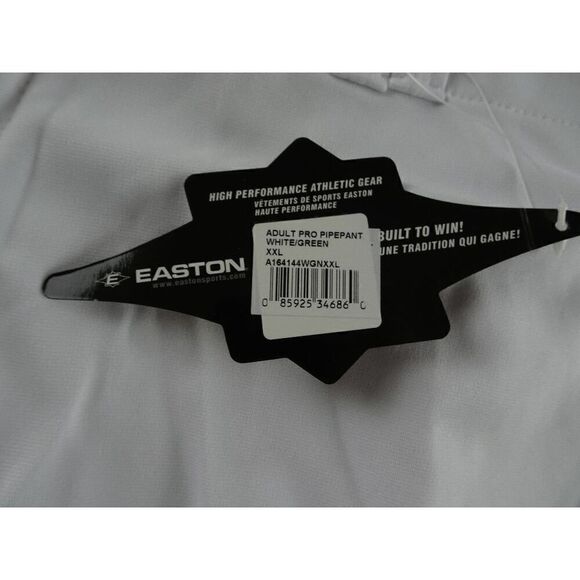 HIGH PERFORMANCE ATHLETIC GEAR
VÊTEMENTS DE SPORTS EASTON
HAUTE PERFORMANCE
BUILT TO WIN!
UNE TRADITION QUI GAGNE!
E EASTON
www.eastonsports.com
ADULT PRO PIPEPANT
WHITE/GREEN
XXL
A164144WGNXXL
0 85925 34686 0